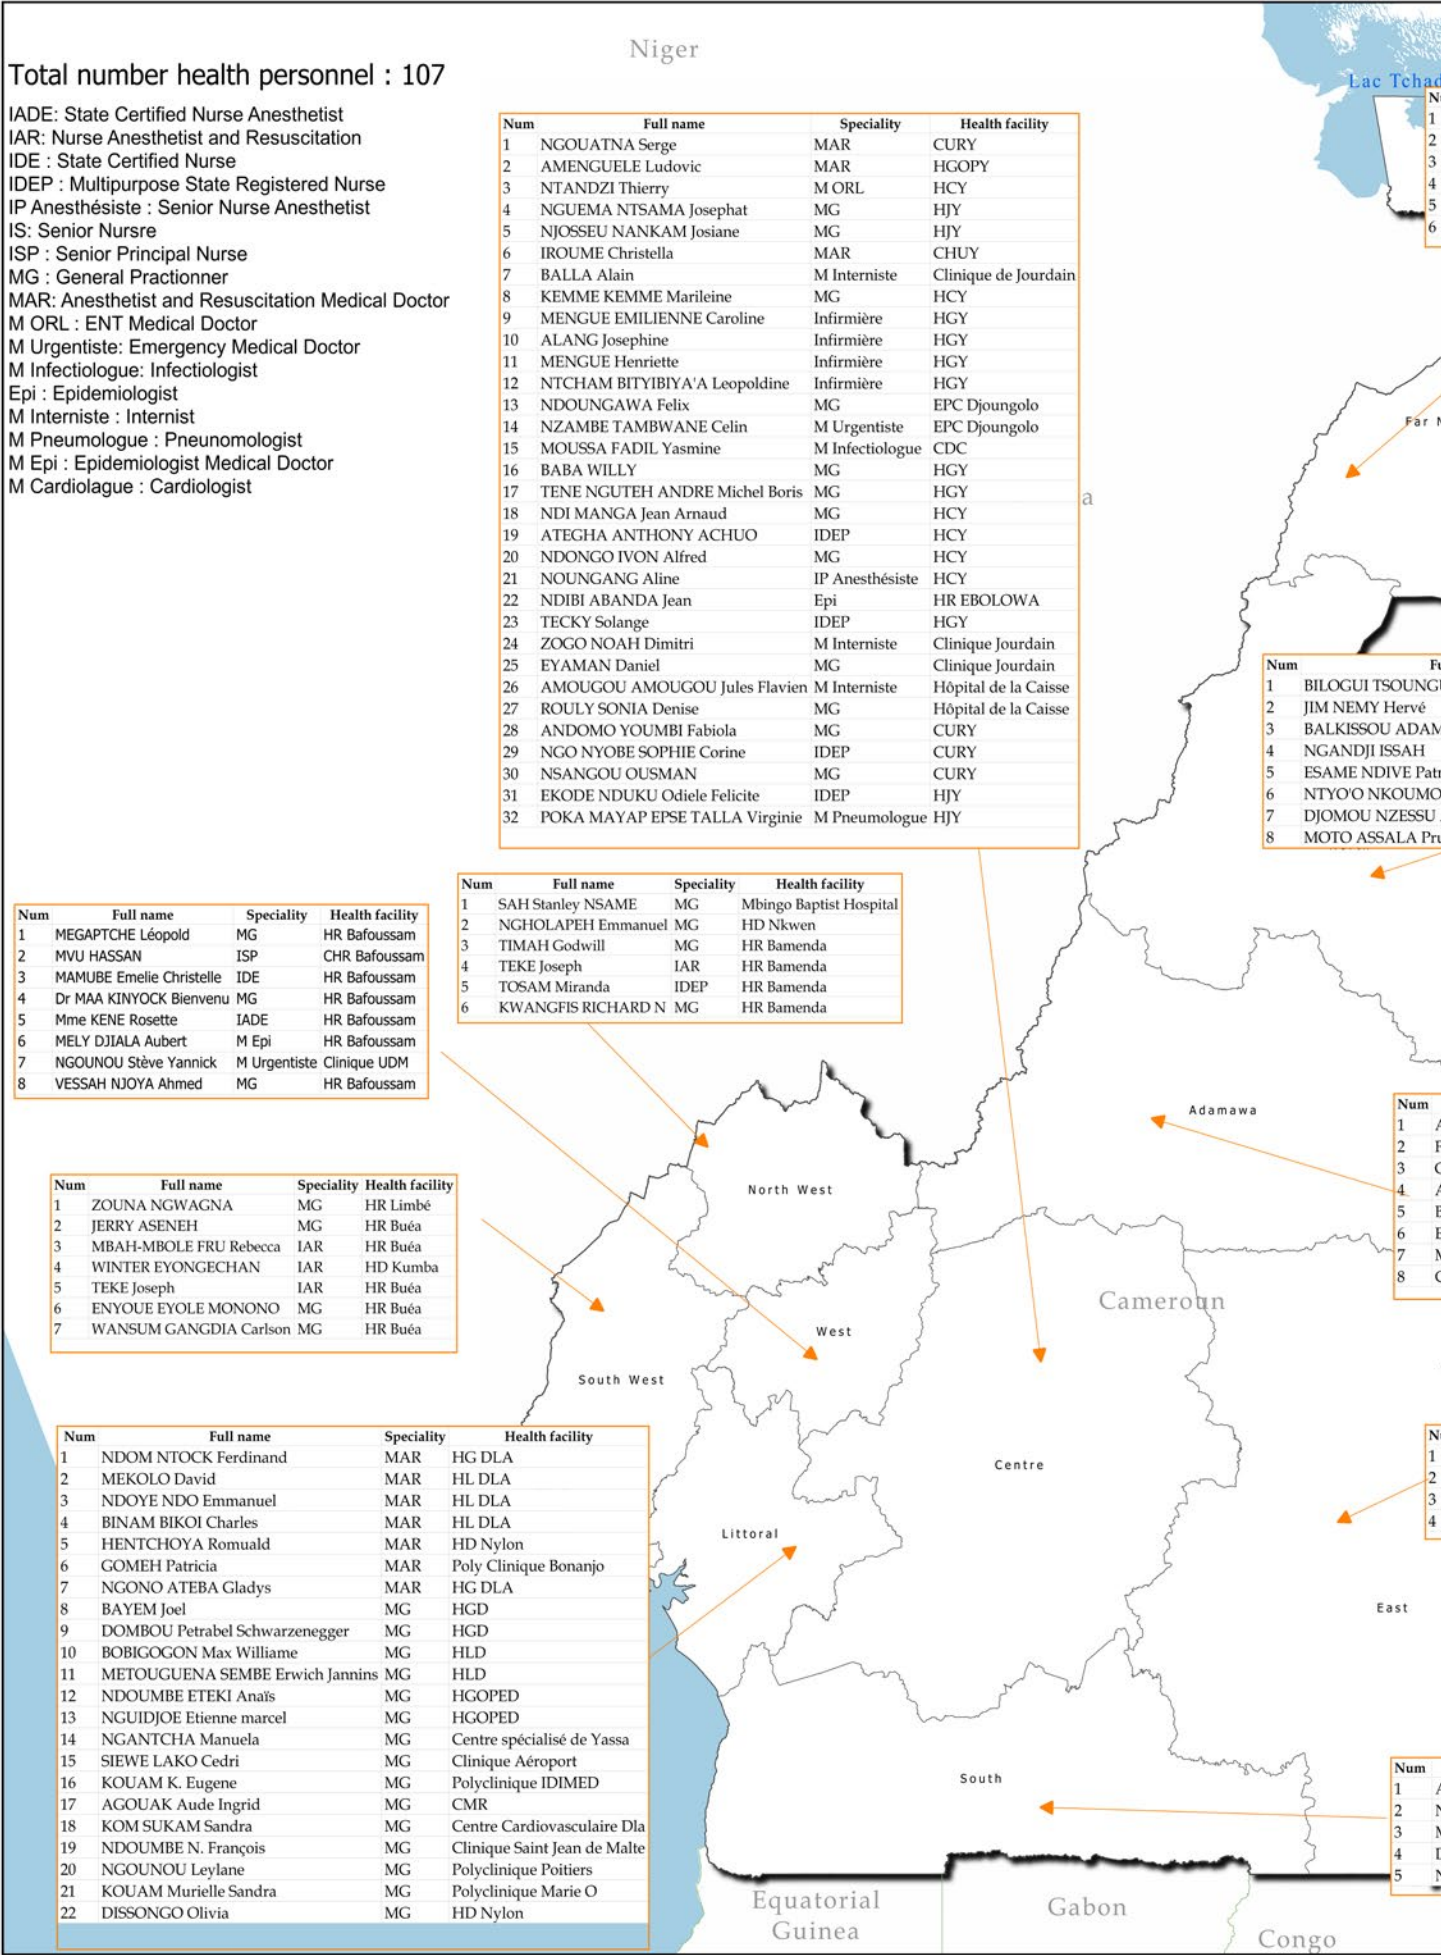 Niger
Total number health personnel : 107
IADE: State Certified Nurse Anesthetist
IAR: Nurse Anesthetist and Resuscitation
IDE : State Certified Nurse
IDEP : Multipurpose State Registered Nurse
IP Anesthésiste : Senior Nurse Anesthetist
IS: Senior Nursre
ISP : Senior Principal Nurse
MG : General Practionner
MAR: Anesthetist and Resuscitation Medical Doctor
M ORL : ENT Medical Doctor
M Urgentiste: Emergency Medical Doctor
M Infectiologue: Infectiologist
Epi : Epidemiologist
M Interniste : Internist
M Pneumologue : Pneunomologist
M Epi : Epidemiologist Medical Doctor
M Cardiolague : Cardiologist
Num Full name Speciality Health facility
1 NGOUATNA Serge MAR CURY
2 AMENGUELE Ludovic MAR HGOPY
3 NTANDZI Thierry M ORL HCY
4 NGUEMA NTSAMA Josephat MG HJY
5 NJOSSEU NANKAM Josiane MG HJY
6 IROUME Christella MAR CHUY
7 BALLA Alain M Interniste Clinique de Jourdain
8 KEMME KEMME Marileine MG HCY
9 MENGUE EMILIENNE Caroline Infirmière HGY
10 ALANG Josephine Infirmière HGY
11 MENGUE Henriette Infirmière HGY
12 NTCHAM BITYIBIYA'A Leopoldine Infirmière HGY
13 NDOUNGAWA Felix MG EPC Djoungolo
14 NZAMBE TAMBWANE Celin M Urgentiste EPC Djoungolo
15 MOUSSA FADIL Yasmine M Infectiologue CDC
16 BABA WILLY MG HGY
17 TENE NGUTEH ANDRE Michel Boris MG HGY
18 NDI MANGA Jean Arnaud MG HCY
19 ATEGHA ANTHONY ACHUO IDEP HCY
20 NDONGO IVON Alfred MG HCY
21 NOUNGANG Aline IP Anesthésiste HCY
22 NDIBI ABANDA Jean Epi HR EBOLOWA
23 TECKY Solange IDEP HGY
24 ZOGO NOAH Dimitri M Interniste Clinique Jourdain
25 EYAMAN Daniel MG Clinique Jourdain
26 AMOUGOU AMOUGOU Jules Flavien M Interniste Hôpital de la Caisse
27 ROULY SONIA Denise MG Hôpital de la Caisse
28 ANDOMO YOUMBI Fabiola MG CURY
29 NGO NYOBE SOPHIE Corine IDEP CURY
30 NSANGOU OUSMAN MG CURY
31 EKODE NDUKU Odiele Felicite IDEP HJY
32 POKA MAYAP EPSE TALLA Virginie M Pneumologue HJY
a
Lac Tchad
1
2
3
4
5
6
Far
Num
1 BILOGUI
2 JIM NEMY Hervé
3 BALKISSOU
4 NGANDJI ISSAH
5 ESAME NDIVE
6 NTYO'O
7 DJOMOU NZESSU
8 MOTO ASSALA
Num Full name Speciality Health facility
1 SAH Stanley NSAME MG Mbingo Baptist Hospital
2 NGHOLAPEH Emmanuel MG HD Nkwen
3 TIMAH Godwill MG HR Bamenda
4 TEKE Joseph IAR HR Bamenda
5 TOSAM Miranda IDEP HR Bamenda
6 KWANGFIS RICHARD N MG HR Bamenda
Num Full name Speciality Health facility
1 MEGAPTCHE Léopold MG HR Bafoussam
2 MVU HASSAN ISP CHR Bafoussam
3 MAMUBE Emelie Christelle IDE HR Bafoussam
4 Dr MAA KINYOCK Bienvenu MG HR Bafoussam
5 Mme KENE Rosette IADE HR Bafoussam
6 MELY DJIALA Aubert M Epi HR Bafoussam
7 NGOUNOU Stève Yannick M Urgentiste Clinique UDM
8 VESSAH NJOYA Ahmed MG HR Bafoussam
Adamawa
Num
1
2
3
4
5
6
7
8
North West
Num Full name Speciality Health facility
1 ZOUNA NGWAGNA MG HR Limbé
2 JERRY ASENEH MG HR Buéa
3 MBAH-MBOLE FRU Rebecca IAR HR Buéa
4 WINTER EYONGECHAN IAR HD Kumba
5 TEKE Joseph IAR HR Buéa
6 ENYOUE EYOLE MONONO MG HR Buéa
7 WANSUM GANGDIA Carlson MG HR Buéa
Cameroun
West
South West
Centre
Littoral
East
1
2
3
4
Num Full name Speciality Health facility
1 NDOM NTOCK Ferdinand MAR HG DLA
2 MEKOLO David MAR HL DLA
3 NDOYE NDO Emmanuel MAR HL DLA
4 BINAM BIKOI Charles MAR HL DLA
5 HENTCHOYA Romuald MAR HD Nylon
6 GOMEH Patricia MAR Poly Clinique Bonanjo
7 NGONO ATEBA Gladys MAR HG DLA
8 BAYEM Joel MG HGD
9 DOMBOU Petrabel Schwarzenegger MG HGD
10 BOBIGOGON Max Williame MG HLD
11 METOUGUENA SEMBE Erwich Jannins MG HLD
12 NDOUMBE ETEKI Anaïs MG HGOPED
13 NGUIDJOE Etienne marcel MG HGOPED
14 NGANTCHA Manuela MG Centre spécialisé de Yassa
15 SIEWE LAKO Cedri MG Clinique Aéroport
16 KOUAM K. Eugene MG Polyclinique IDIMED
17 AGOUAK Aude Ingrid MG CMR
18 KOM SUKAM Sandra MG Centre Cardiovasculaire Dla
19 NDOUMBE N. François MG Clinique Saint Jean de Malte
20 NGOUNOU Leylane MG Polyclinique Poitiers
21 KOUAM Murielle Sandra MG Polyclinique Marie O
22 DISSONGO Olivia MG HD Nylon
South
Num
1
2
3
4
5
Equatorial
Guinea
Gabon
Congo